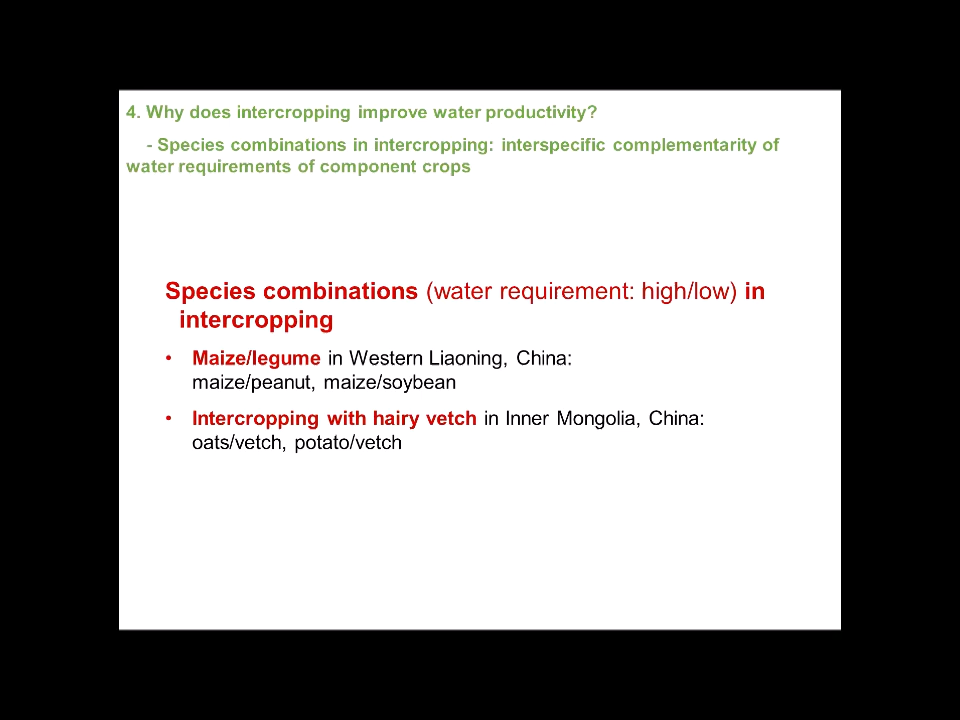 4. Why does intercropping improve water productivity?
- Species combinations in intercropping: interspecific complementarity of
water requirements of component crops
Species combinations (water requirement: high/low) in
intercropping
• Maize/legume in Western Liaoning, China:
maize/peanut, maize/soybean
• Intercropping with hairy vetch in Inner Mongolia, China:
oats/vetch, potato/vetch